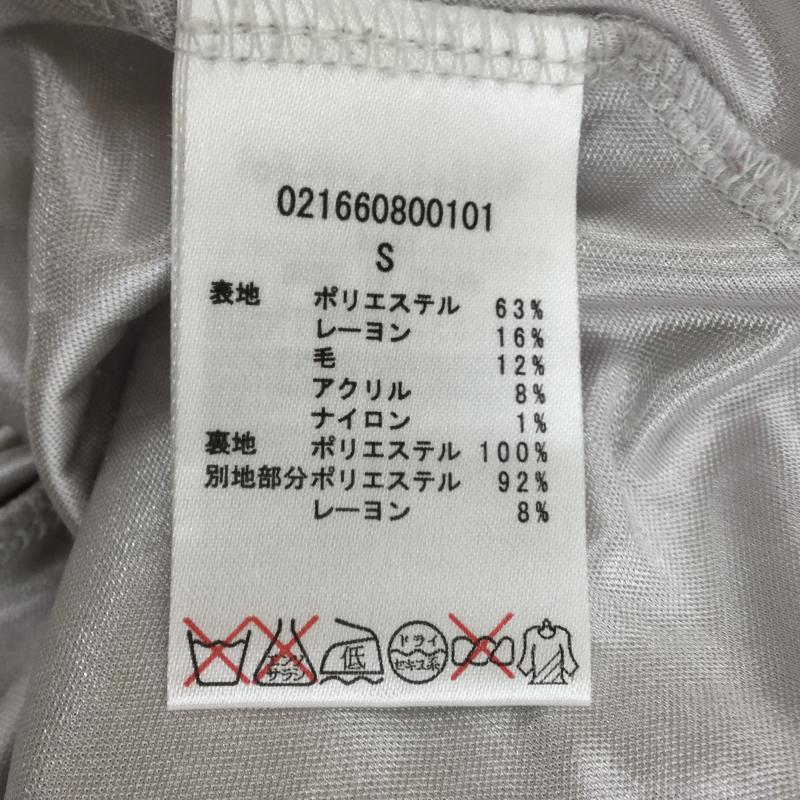 021660800101
S
表地 ポリエステル 63%
レーヨン 16%
毛 12%
アクリル 8%
ナイロン 1%
裏地 ポリエステル 100%
別地部分 ポリエステル 92%
レーヨン 8%
エンソ
サラシ
低
ドライ
セキユ系